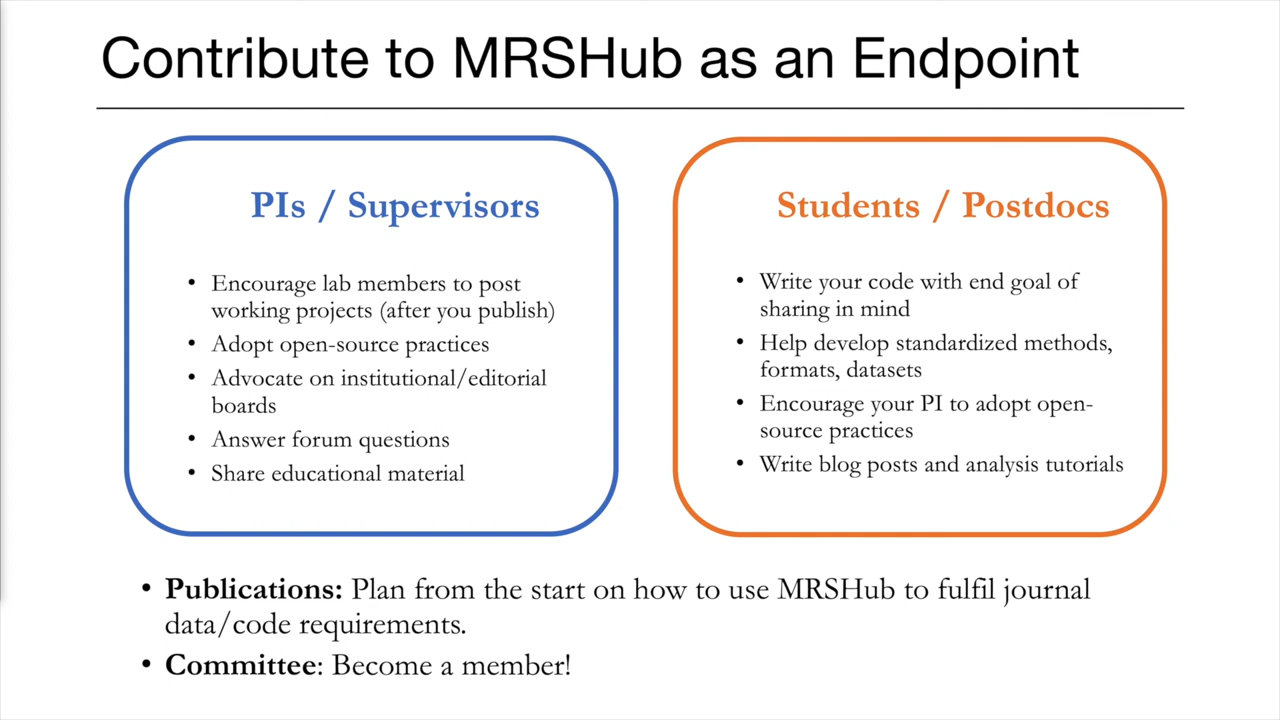 Contribute to MRSHub as an Endpoint
PIs / Supervisors
• Encourage lab members to post
working projects (after you publish)
• Adopt open-source practices
• Advocate on institutional/editorial
boards
• Answer forum questions
• Share educational material
Students / Postdocs
• Write your code with end goal of
sharing in mind
• Help develop standardized methods,
formats, datasets
• Encourage your PI to adopt open-
source practices
• Write blog posts and analysis tutorials
• Publications: Plan from the start on how to use MRSHub to fulfil journal
data/code requirements.
• Committee: Become a member!